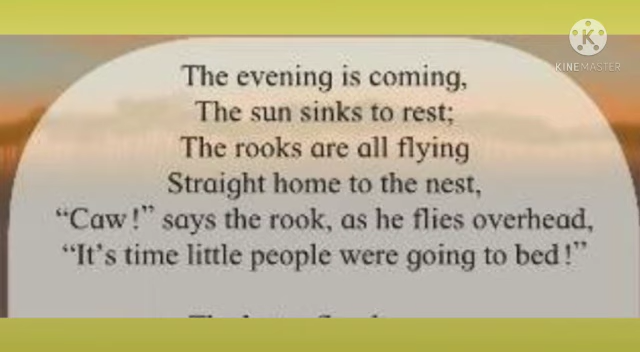 K
KINEMASTER
The evening is coming,
The sun sinks to rest;
The rooks are all flying
Straight home to the nest,
“Caw!” says the rook, as he flies overhead,
“It’s time little people were going to bed!”